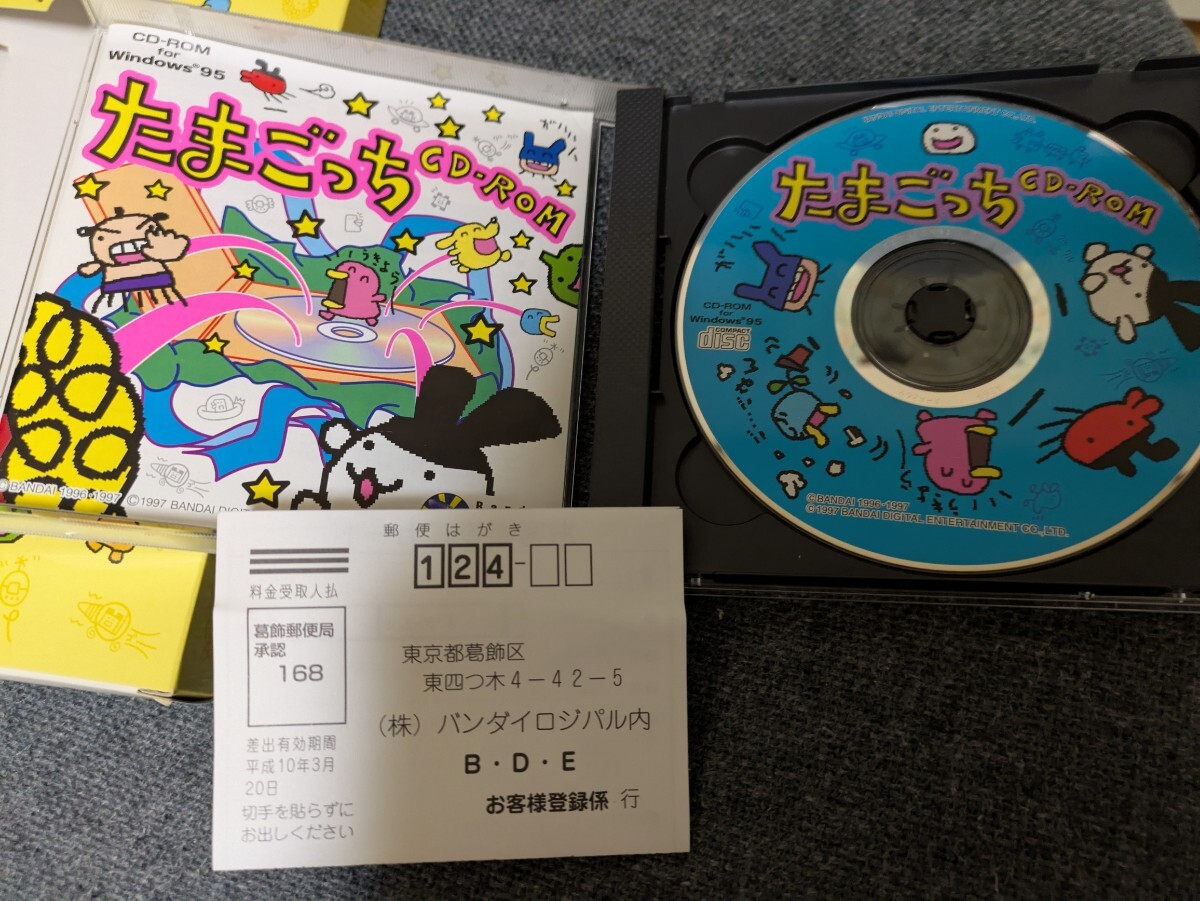 CD-ROM
for
Windows®95
たまごっち CD-ROM
うきょら
©BANDAI 1996-1997 ©1997 BANDAI
たまごっち CD-ROM
CD-ROM
for
Windows®95
COMPACT
disc
©BANDAI 1996-1997
©1997 BANDAI DIGITAL ENTERTAINMENT CO.,LTD.
郵便はがき
124-
料金受取人払
葛飾郵便局
承認
168
東京都葛飾区
東四つ木4-42-5
(株)バンダイロジパル内
B・D・E
お客様登録係 行
差出有効期間
平成10年3月
20日
切手を貼らずに
お出しください